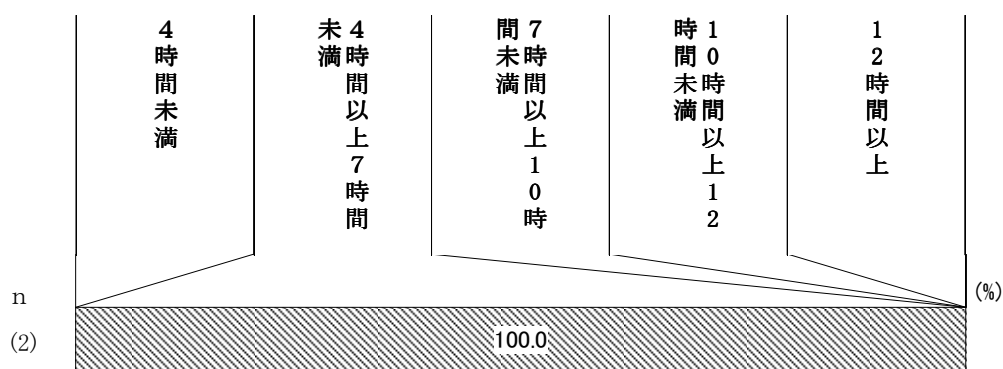 4時間未満
4時間以上7時間
未満
7時間以上10時
間未満
10時間以上12
時間未満
12時間以上
n
(%)
(2)
100.0